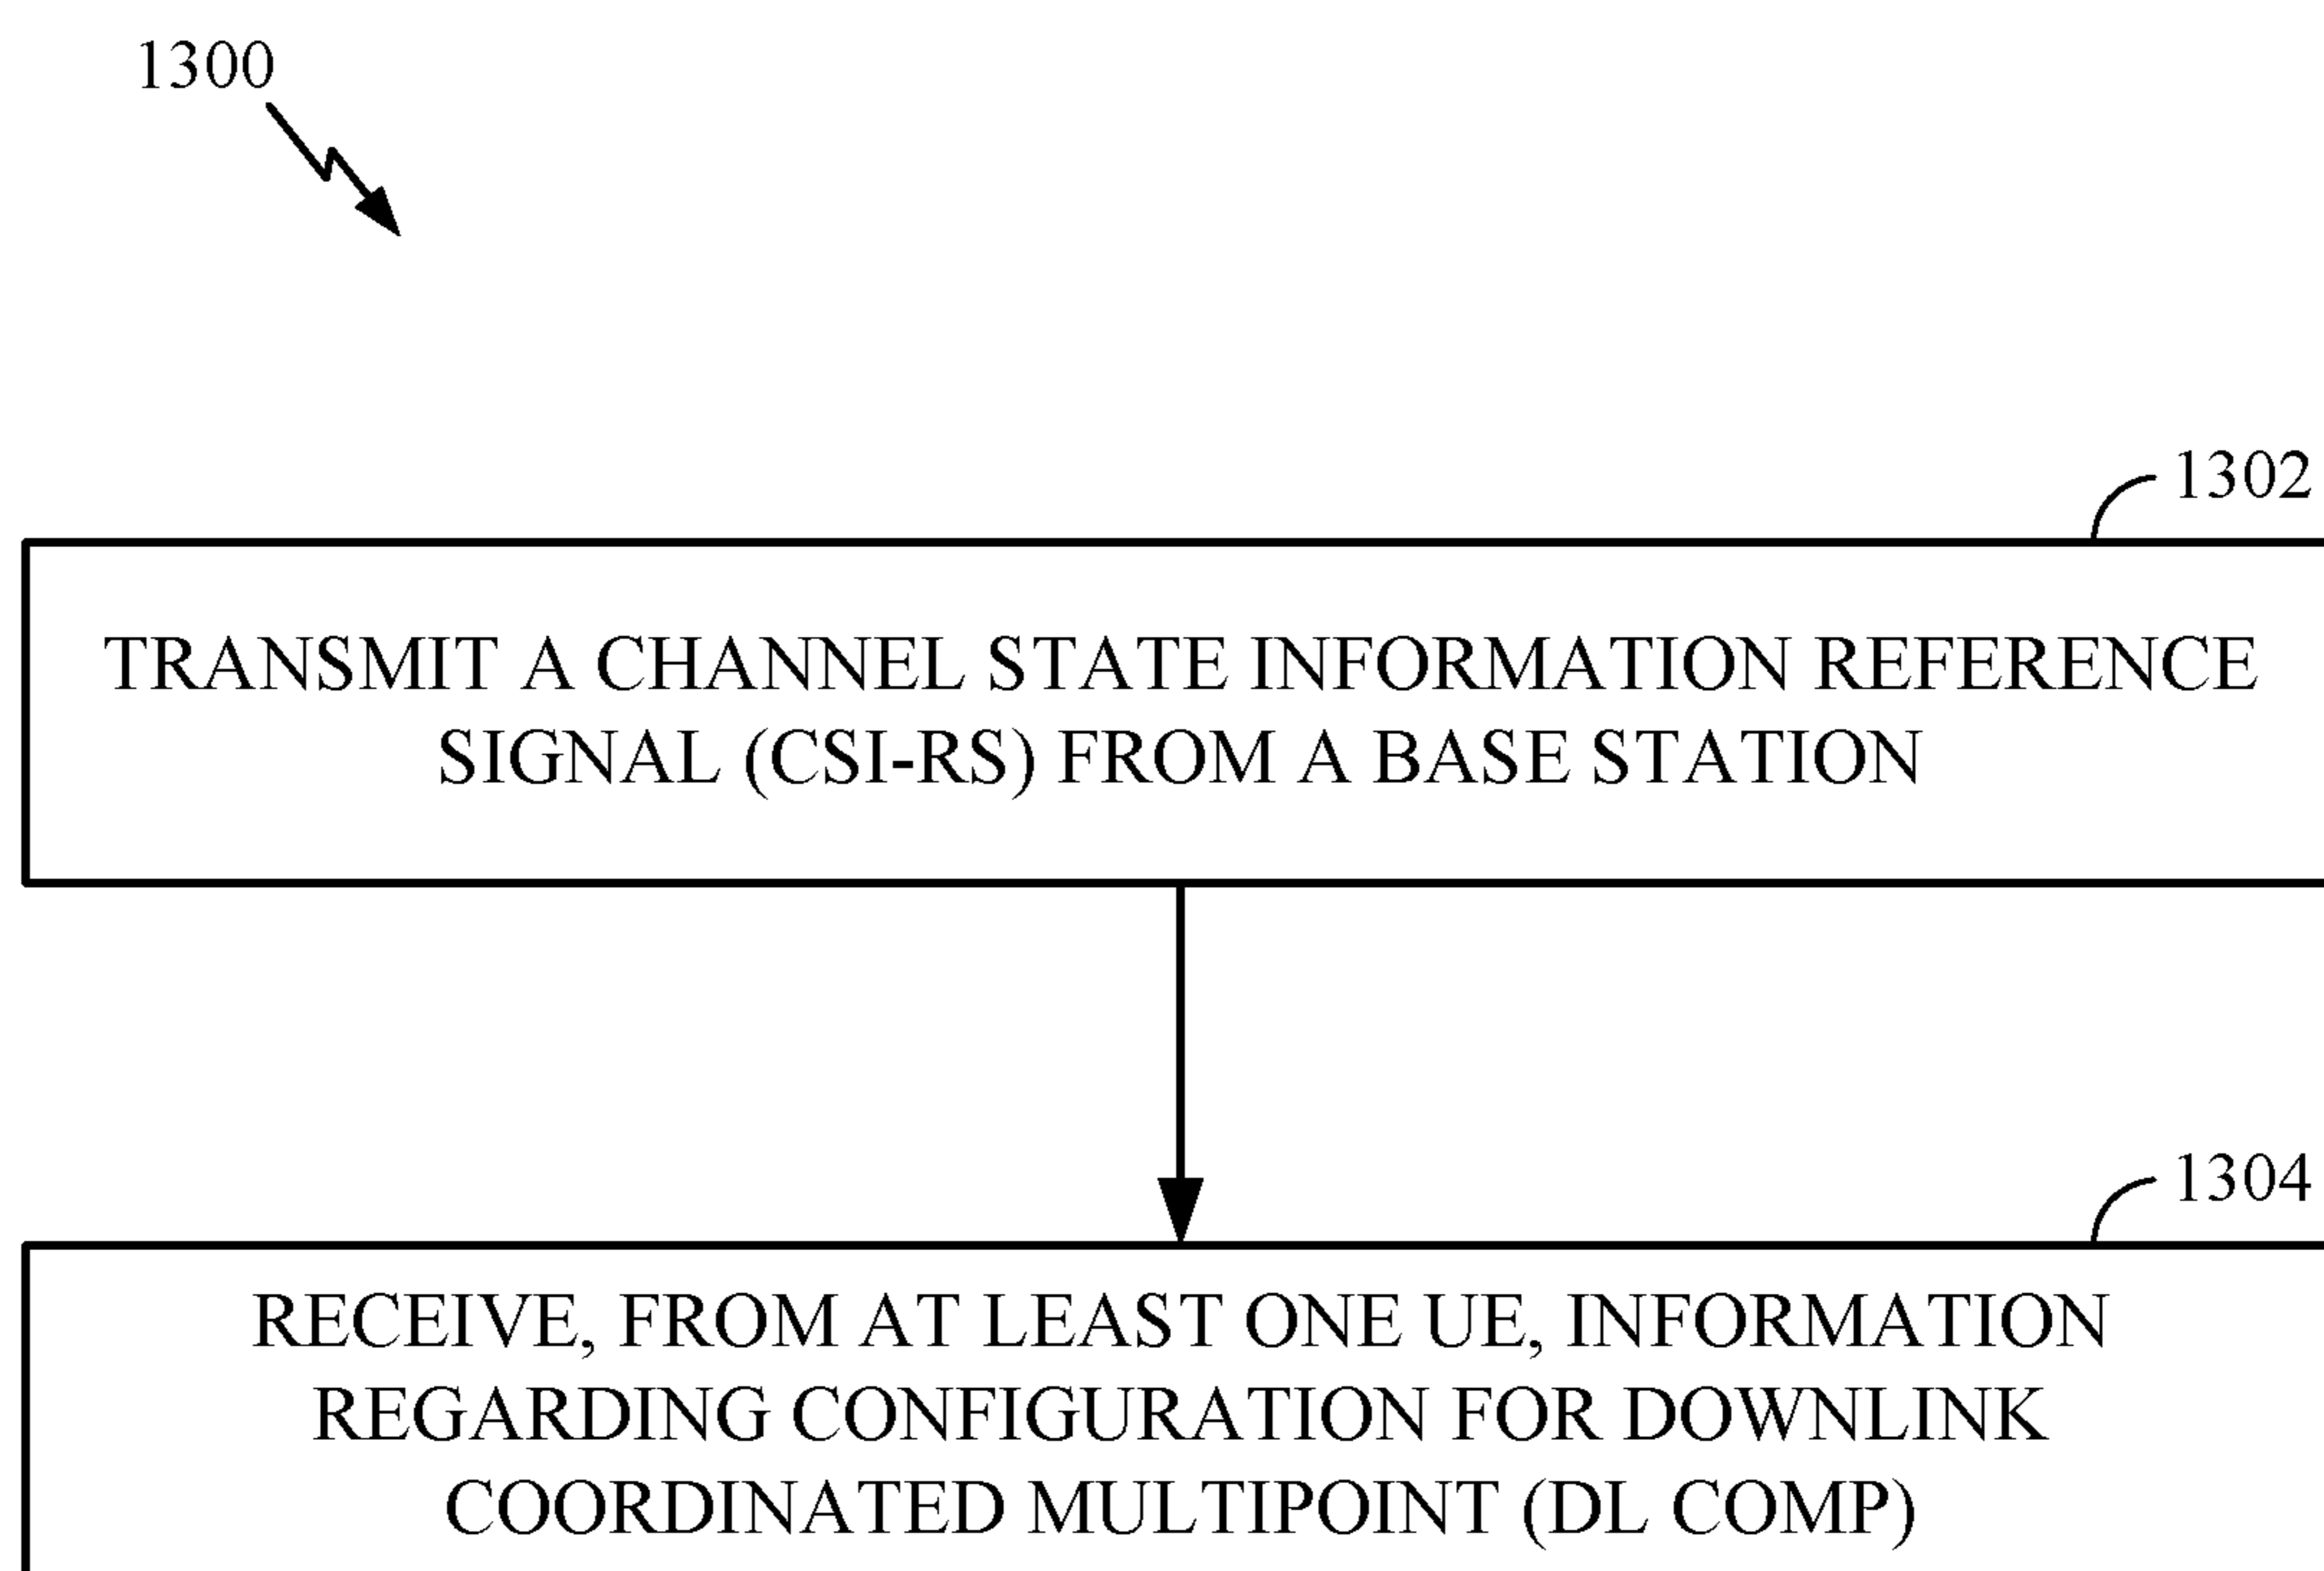 1300
1302
TRANSMIT A CHANNEL STATE INFORMATION REFERENCE
SIGNAL (CSI-RS) FROM A BASE STATION
1304
RECEIVE, FROM AT LEAST ONE UE, INFORMATION
REGARDING CONFIGURATION FOR DOWNLINK
COORDINATED MULTIPOINT (DL COMP)